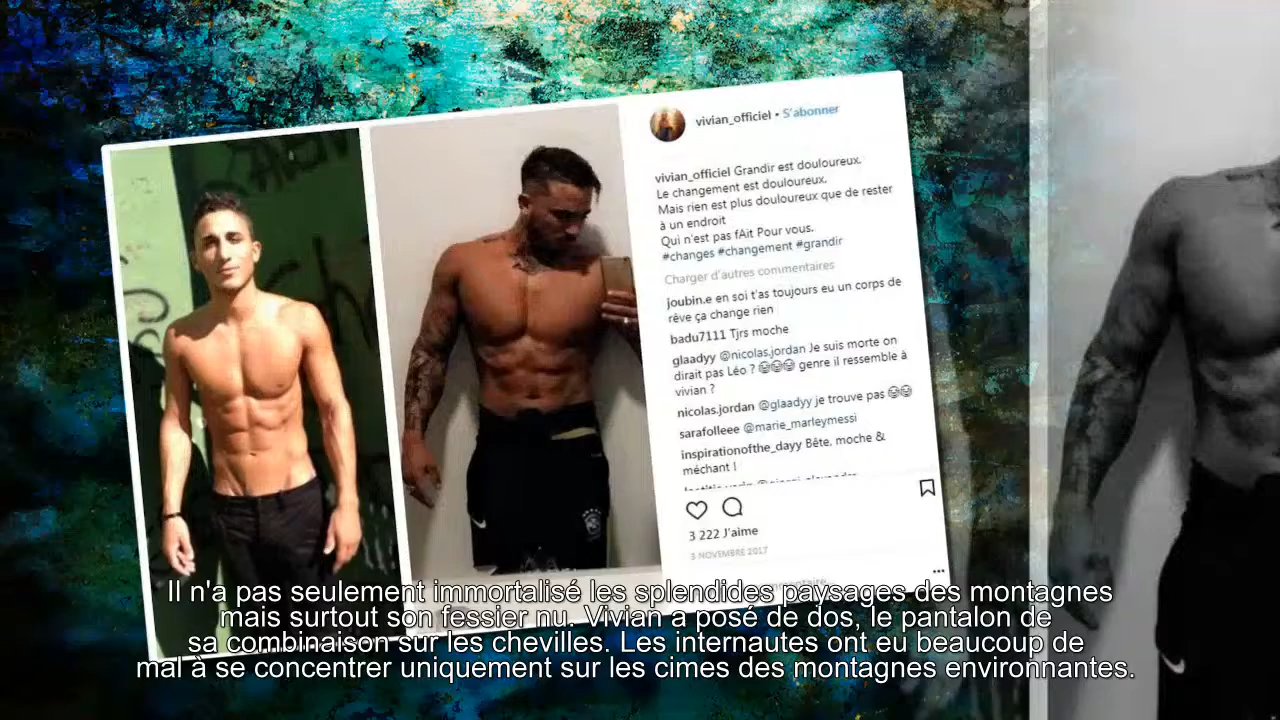 vivian_officiel • S'abonner
vivian_officiel Grandir est douloureux.
Le changement est douloureux.
Mais rien est plus douloureux que de rester
à un endroit
Qui n'est pas fAit Pour vous.
#changes #changement #grandir
Charger d'autres commentaires
joubin.e en soi t'as toujours eu un corps de
rêve ça change rien
badu7111 Tjrs moche
glaadyy @nicolas.jordan Je suis morte on
dirait pas Léo ? 😂😂😂 genre il ressemble à
vivian ?
nicolas.jordan @glaadyy je trouve pas 😂😂
sarafolleee @marie_marleymessi
inspirationofthe_dayy Bête, moche &
méchant !
3 222 J'aime
3 NOVEMBRE 2017
Il n'a pas seulement immortalisé les splendides paysages des montagnes
mais surtout son fessier nu. Vivian a posé de dos, le pantalon de
sa combinaison sur les chevilles. Les internautes ont eu beaucoup de
mal à se concentrer uniquement sur les cimes des montagnes environnantes.